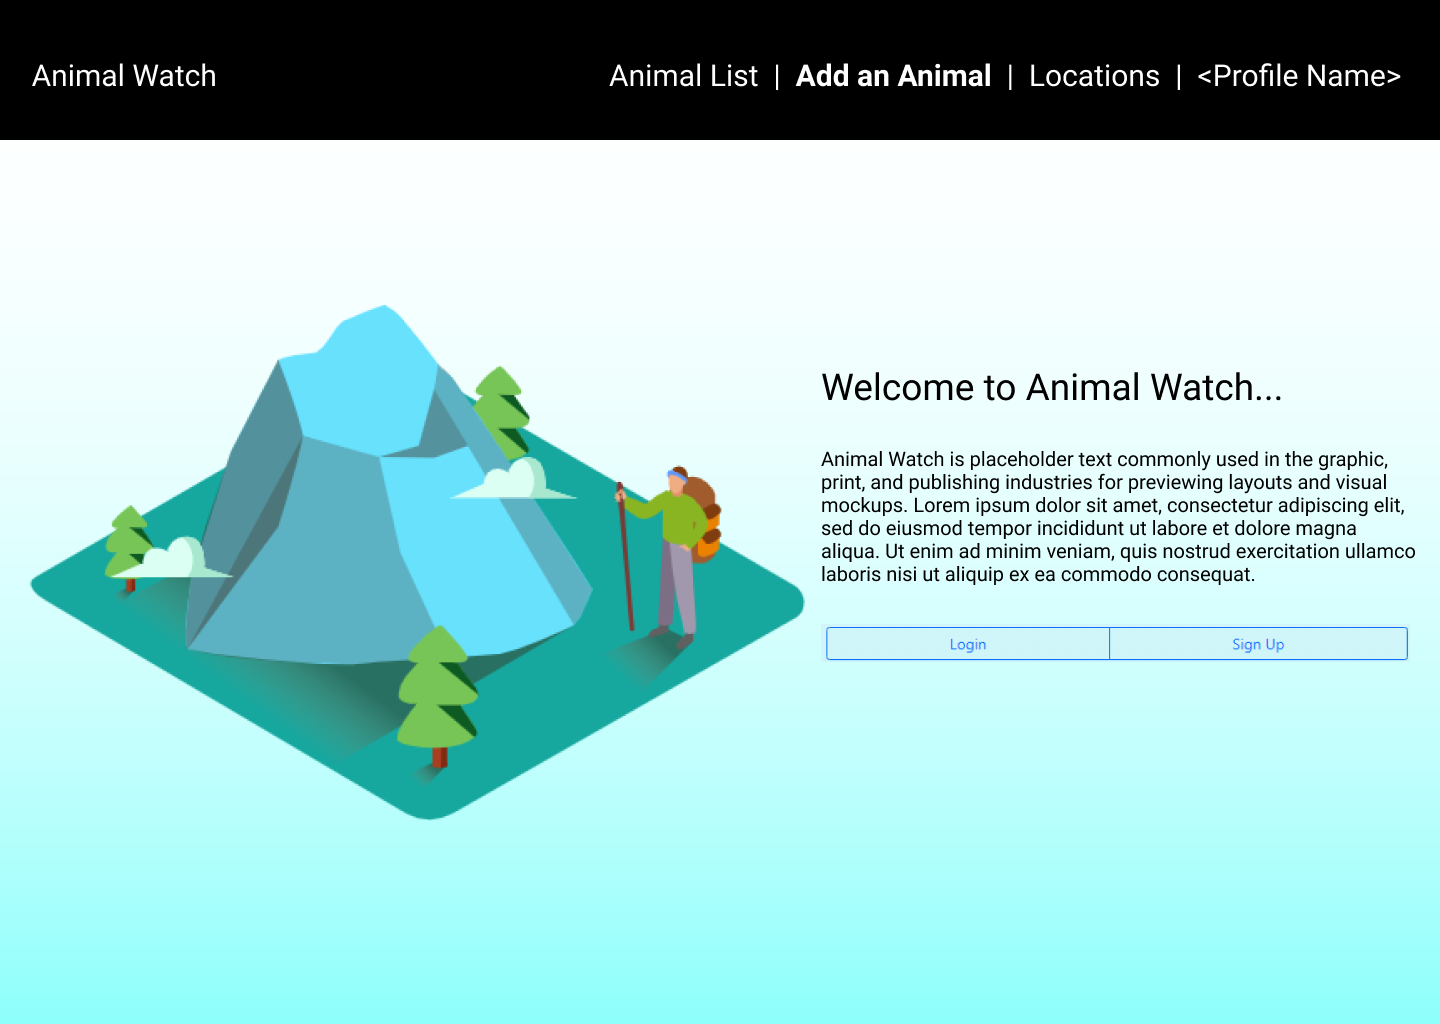 Animal Watch
Animal List | Add an Animal | Locations | <Profile Name>
Welcome to Animal Watch...
Animal Watch is placeholder text commonly used in the graphic,
print, and publishing industries for previewing layouts and visual
mockups. Lorem ipsum dolor sit amet, consectetur adipiscing elit,
sed do eiusmod tempor incididunt ut labore et dolore magna
aliqua. Ut enim ad minim veniam, quis nostrud exercitation ullamco
laboris nisi ut aliquip ex ea commodo consequat.
Login
Sign Up